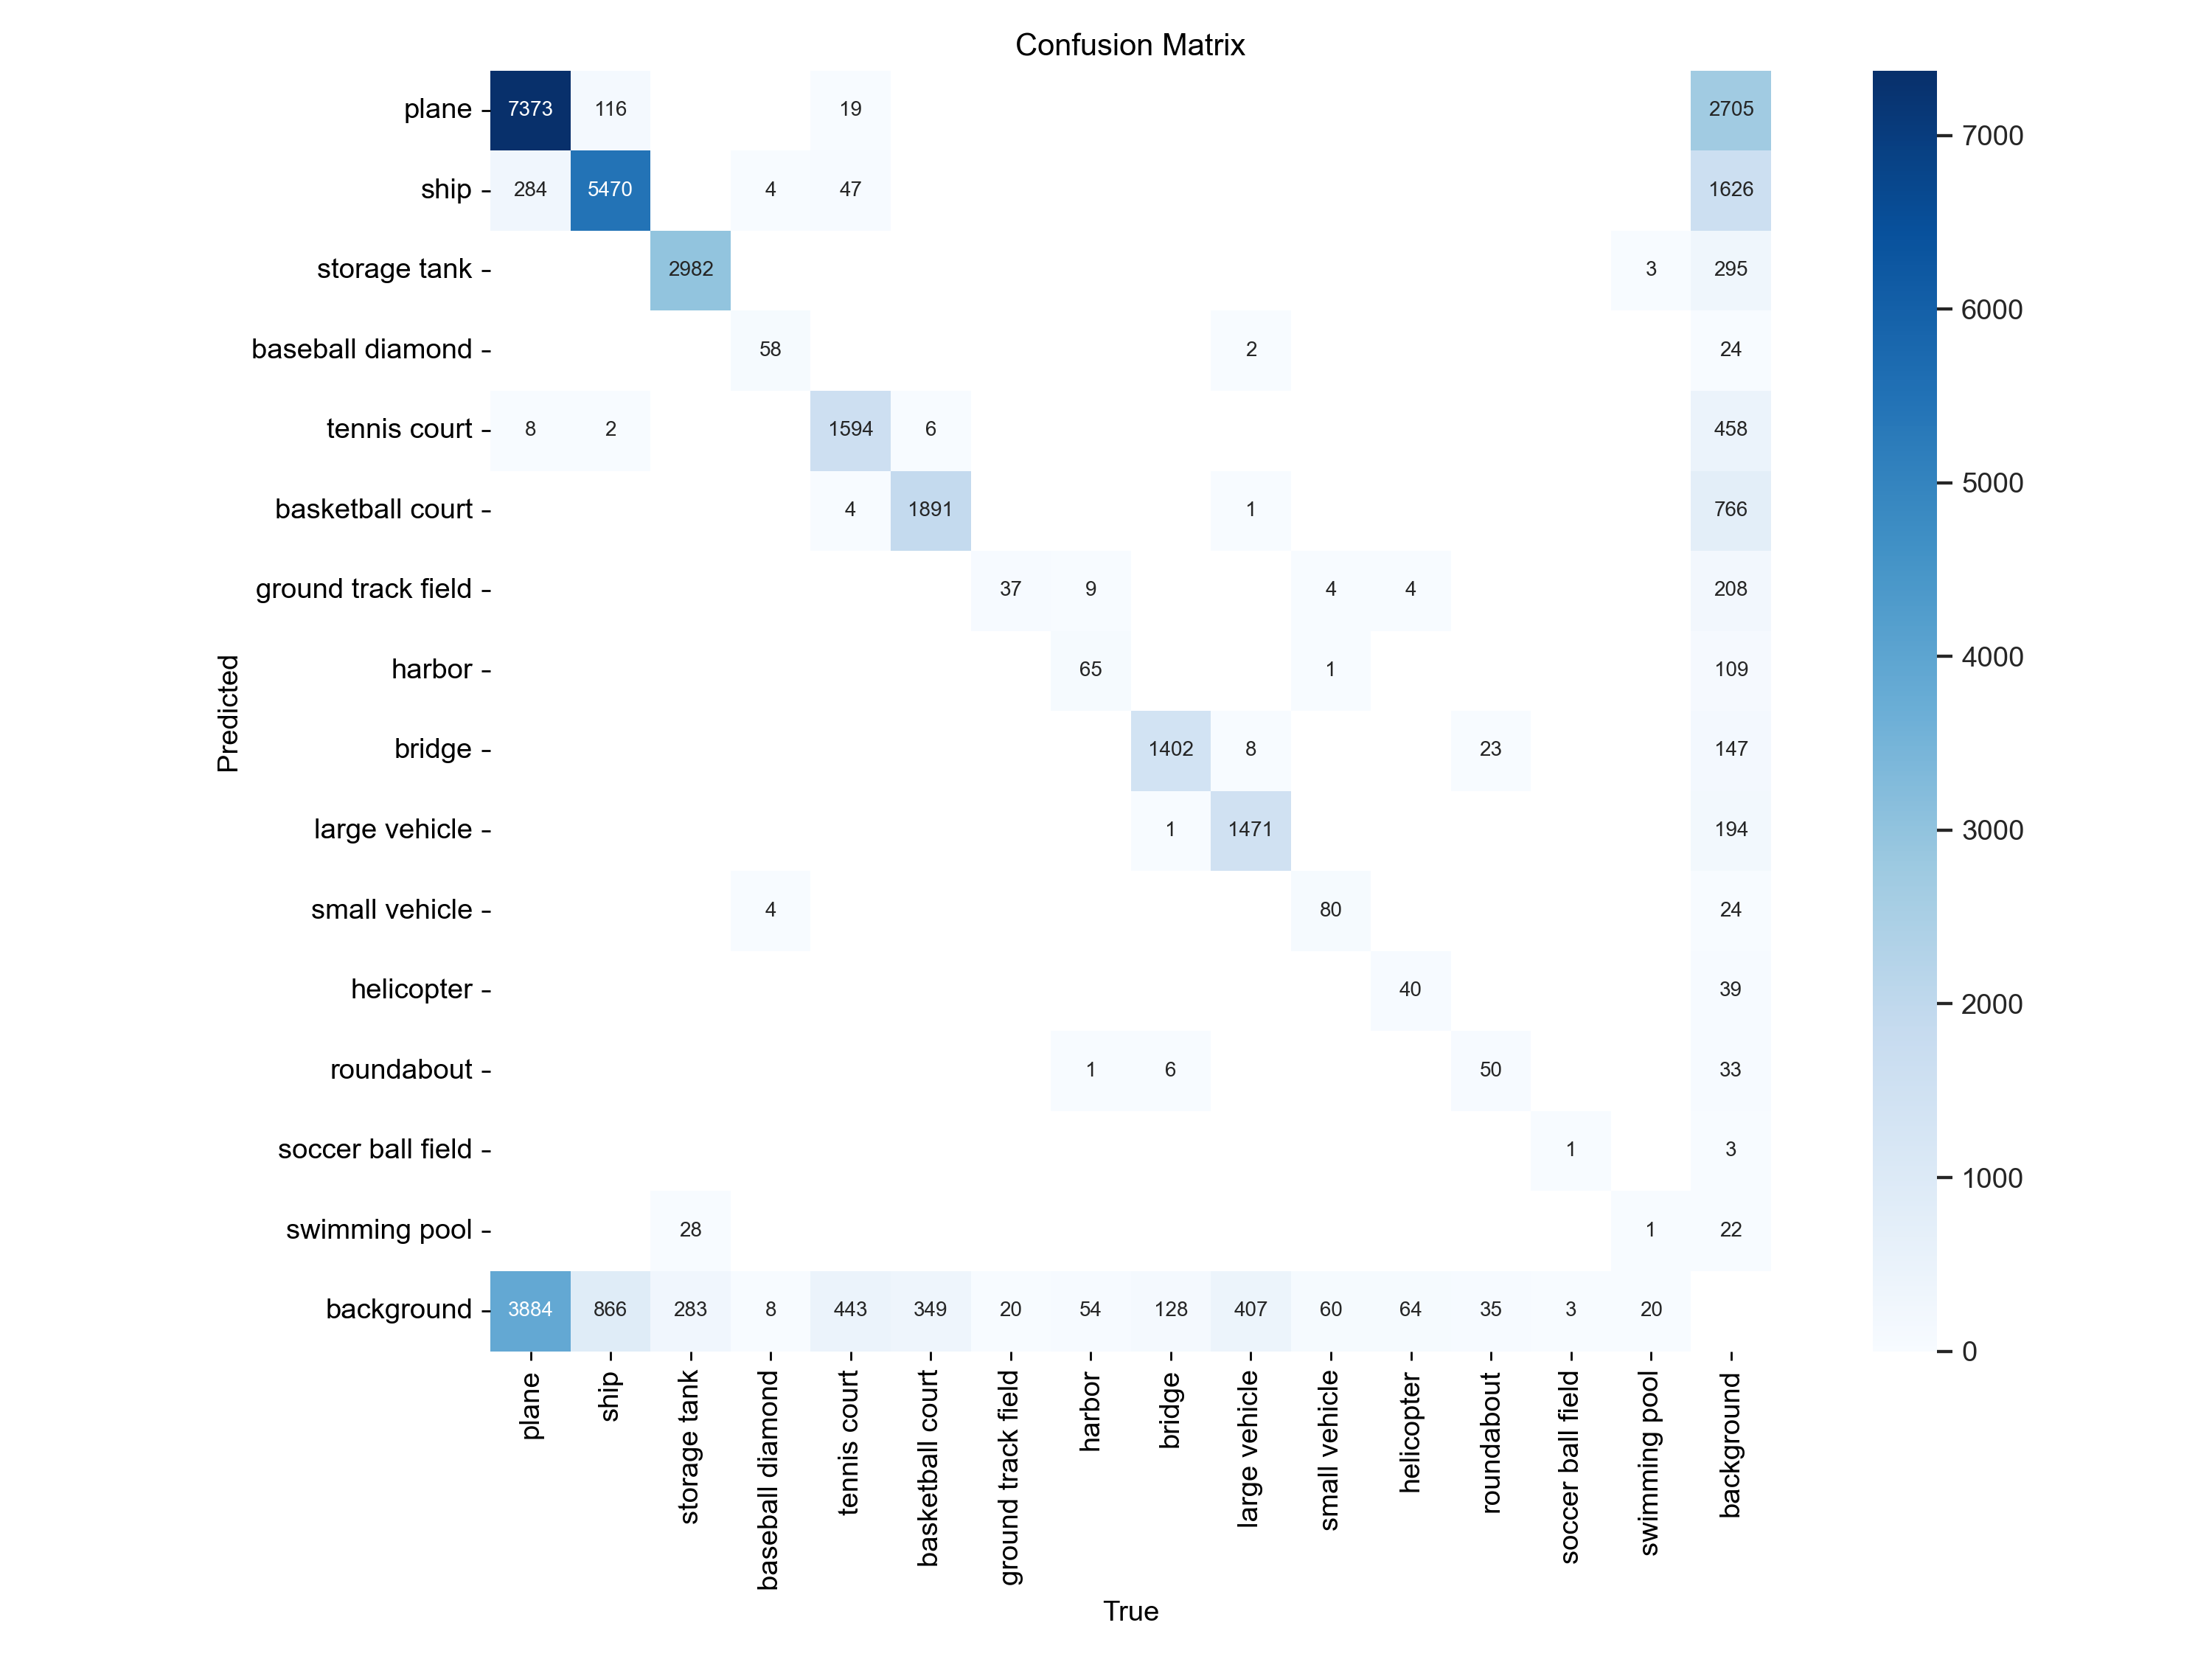 Confusion Matrix
plane 7373 116 19 2705
ship 284 5470 4 47 1626
storage tank 2982 3 295
baseball diamond 58 2 24
tennis court 8 2 1594 6 458
basketball court 4 1891 1 766
ground track field 37 9 4 4 208
harbor 65 1 109
bridge 1402 8 23 147
large vehicle 1 1471 194
small vehicle 4 80 24
helicopter 40 39
roundabout 1 6 50 33
soccer ball field 1 3
swimming pool 28 1 22
background 3884 866 283 8 443 349 20 54 128 407 60 64 35 3 20
Predicted
plane
ship
storage tank
baseball diamond
tennis court
basketball court
ground track field
harbor
bridge
large vehicle
small vehicle
helicopter
roundabout
soccer ball field
swimming pool
background
True
7000
6000
5000
4000
3000
2000
1000
0